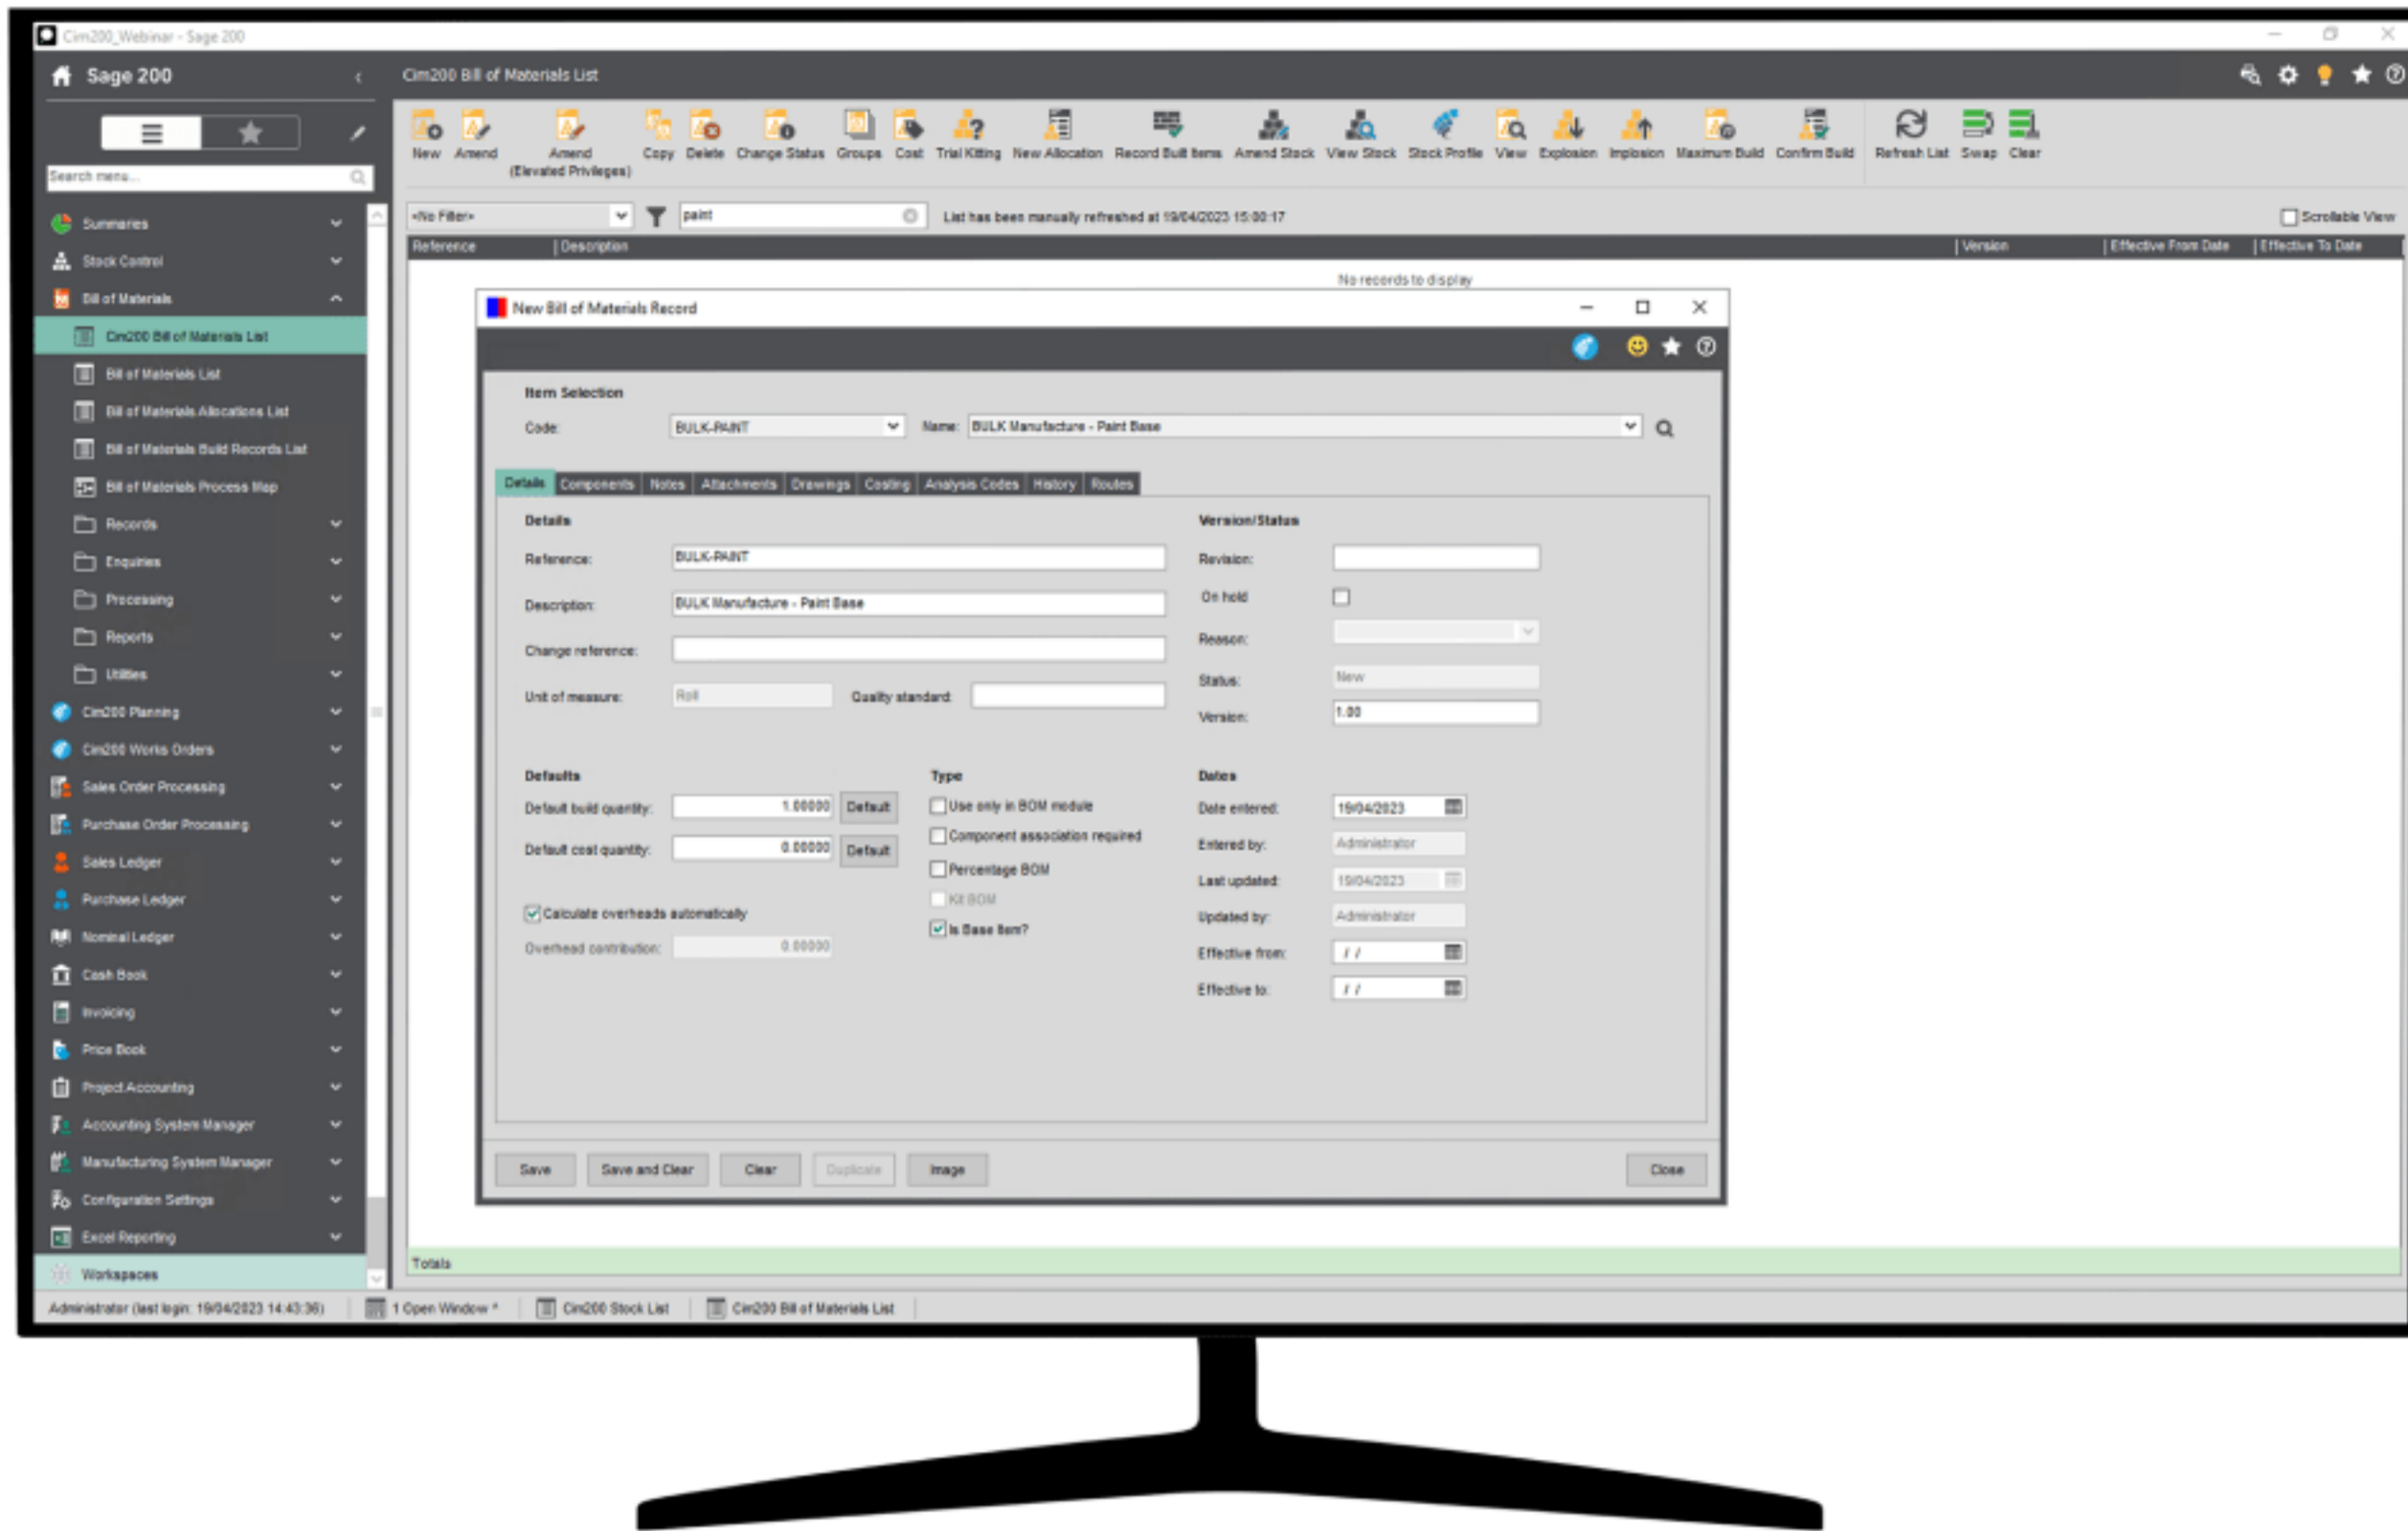 Cim200_Webinar - Sage 200
Sage 200
Cim200 Bill of Materials List
New
Amend
Amend
(Elevated Privileges)
Copy
Delete
Change Status
Groups
Cost
Trial Kitting
New Allocation
Record Built Items
Amend Stock
View Stock
Stock Profile
View
Explosion
Implosion
Maximum Build
Confirm Build
Refresh List
Swap
Clear
Search menu...
<No Filter>
paint
List has been manually refreshed at 19/04/2023 15:00:17
Scrollable View
Reference
Description
Version
Effective From Date
Effective To Date
No records to display
Summaries
Stock Control
Bill of Materials
Cim200 Bill of Materials List
Bill of Materials List
Bill of Materials Allocations List
Bill of Materials Build Records List
Bill of Materials Process Map
Records
Enquiries
Processing
Reports
Utilities
Cim200 Planning
Cim200 Works Orders
Sales Order Processing
Purchase Order Processing
Sales Ledger
Purchase Ledger
Nominal Ledger
Cash Book
Invoicing
Price Book
Project Accounting
Accounting System Manager
Manufacturing System Manager
Configuration Settings
Excel Reporting
Workspaces
New Bill of Materials Record
Item Selection
Code: BULK-PAINT Name: BULK Manufacture - Paint Base
Details Components Notes Attachments Drawings Costing Analysis Codes History Routes
Details
Reference: BULK-PAINT
Description: BULK Manufacture - Paint Base
Change reference:
Unit of measure: Roll Quality standard:
Version/Status
Revision:
On hold
Reason:
Status: New
Version: 1.00
Defaults
Default build quantity: 1.00000 Default
Default cost quantity: 0.00000 Default
Calculate overheads automatically
Overhead contribution: 0.00000
Type
Use only in BOM module
Component association required
Percentage BOM
Kit BOM
Is Base Item?
Dates
Date entered: 19/04/2023
Entered by: Administrator
Last updated: 19/04/2023
Updated by: Administrator
Effective from: / /
Effective to: / /
Save
Save and Clear
Clear
Duplicate
Image
Close
Totals
Administrator (last login: 19/04/2023 14:43:36)
1 Open Window ^
Cim200 Stock List
Cim200 Bill of Materials List